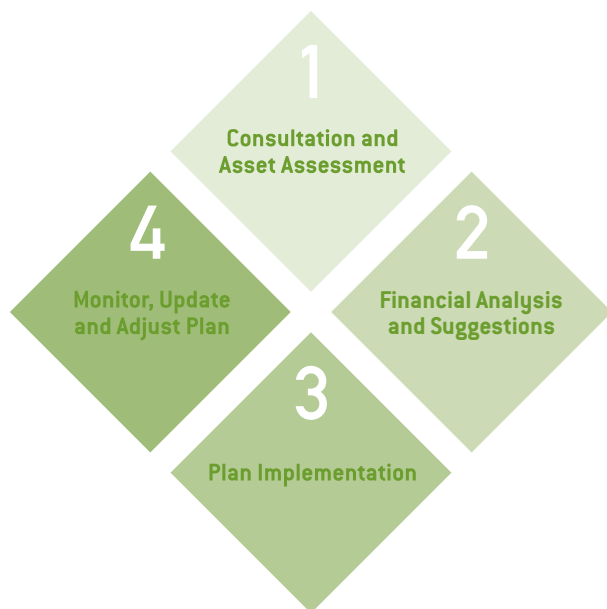 1
Consultation and
Asset Assessment
2
Financial Analysis
and Suggestions
3
Plan Implementation
4
Monitor, Update
and Adjust Plan